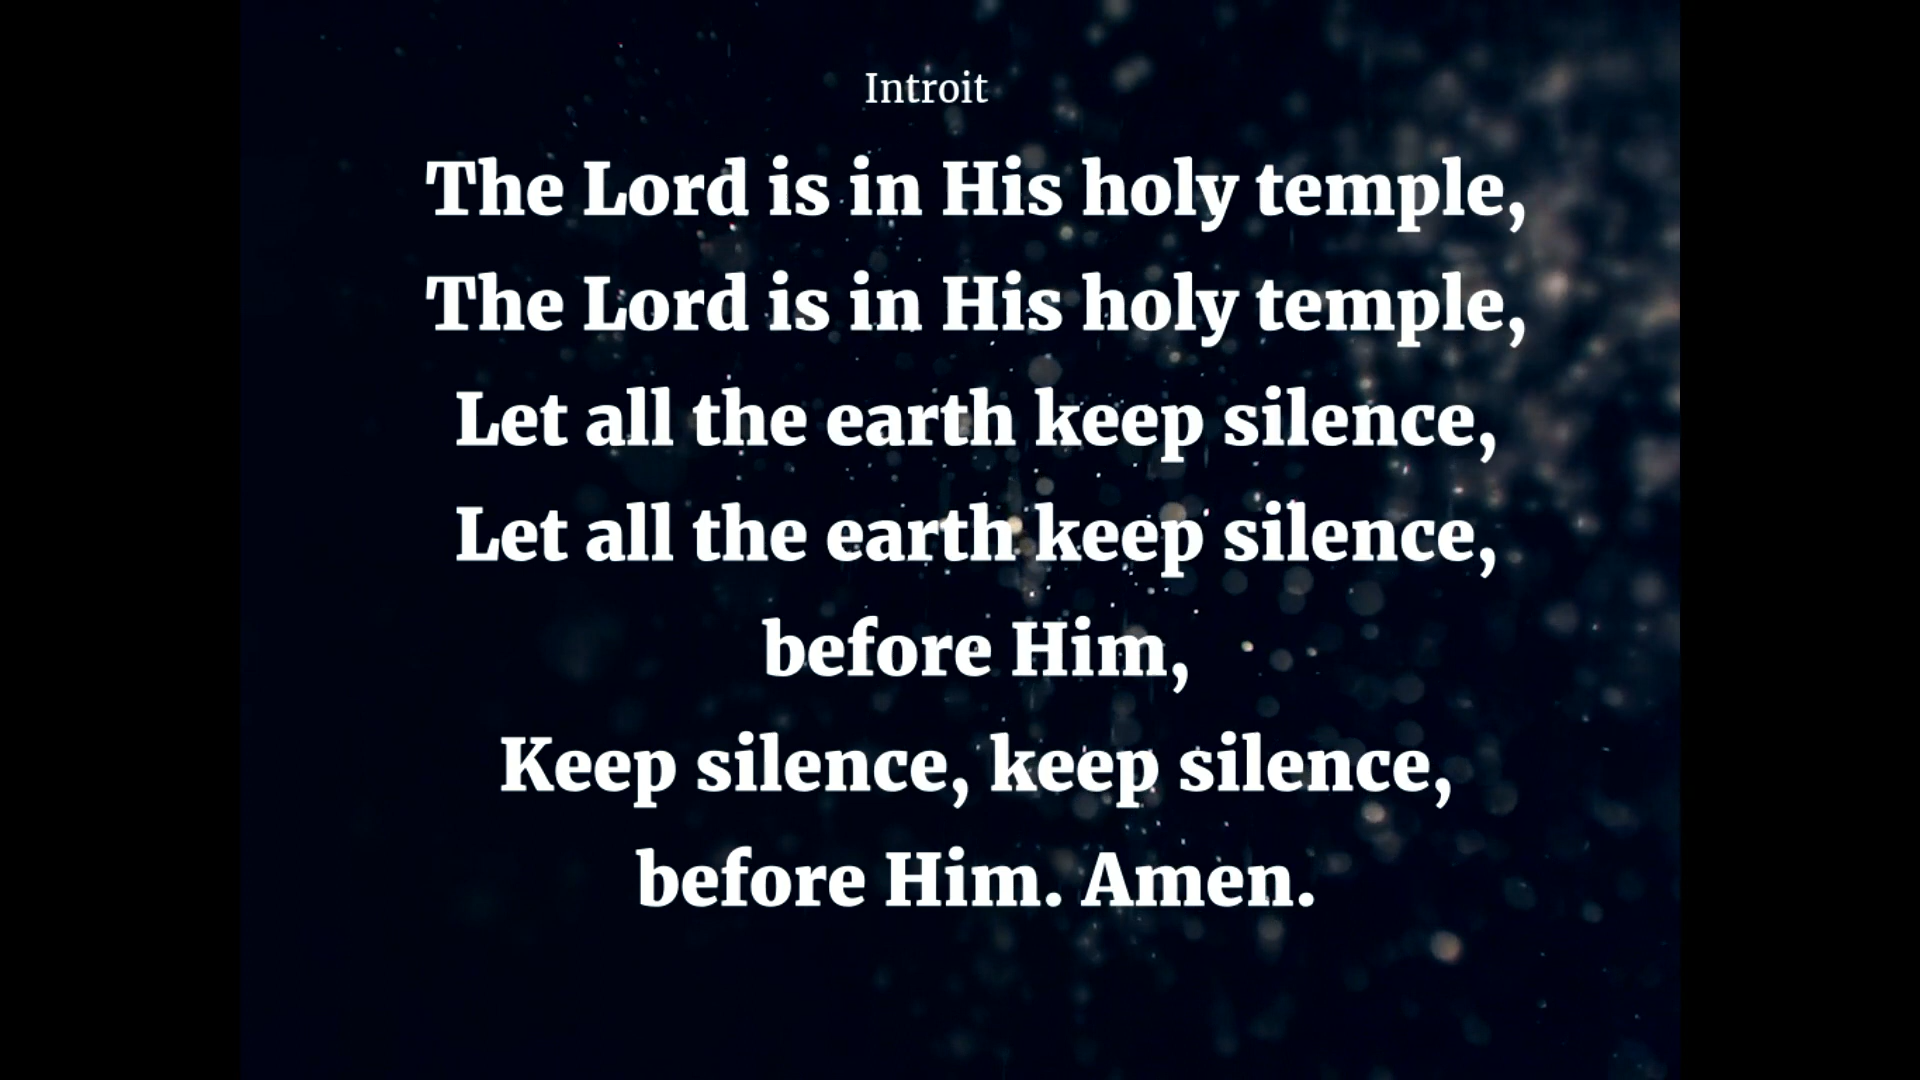 Introit
The Lord is in His holy temple,
The Lord is in His holy temple,
Let all the earth keep silence,
Let all the earth keep silence,
before Him,
Keep silence, keep silence,
before Him. Amen.